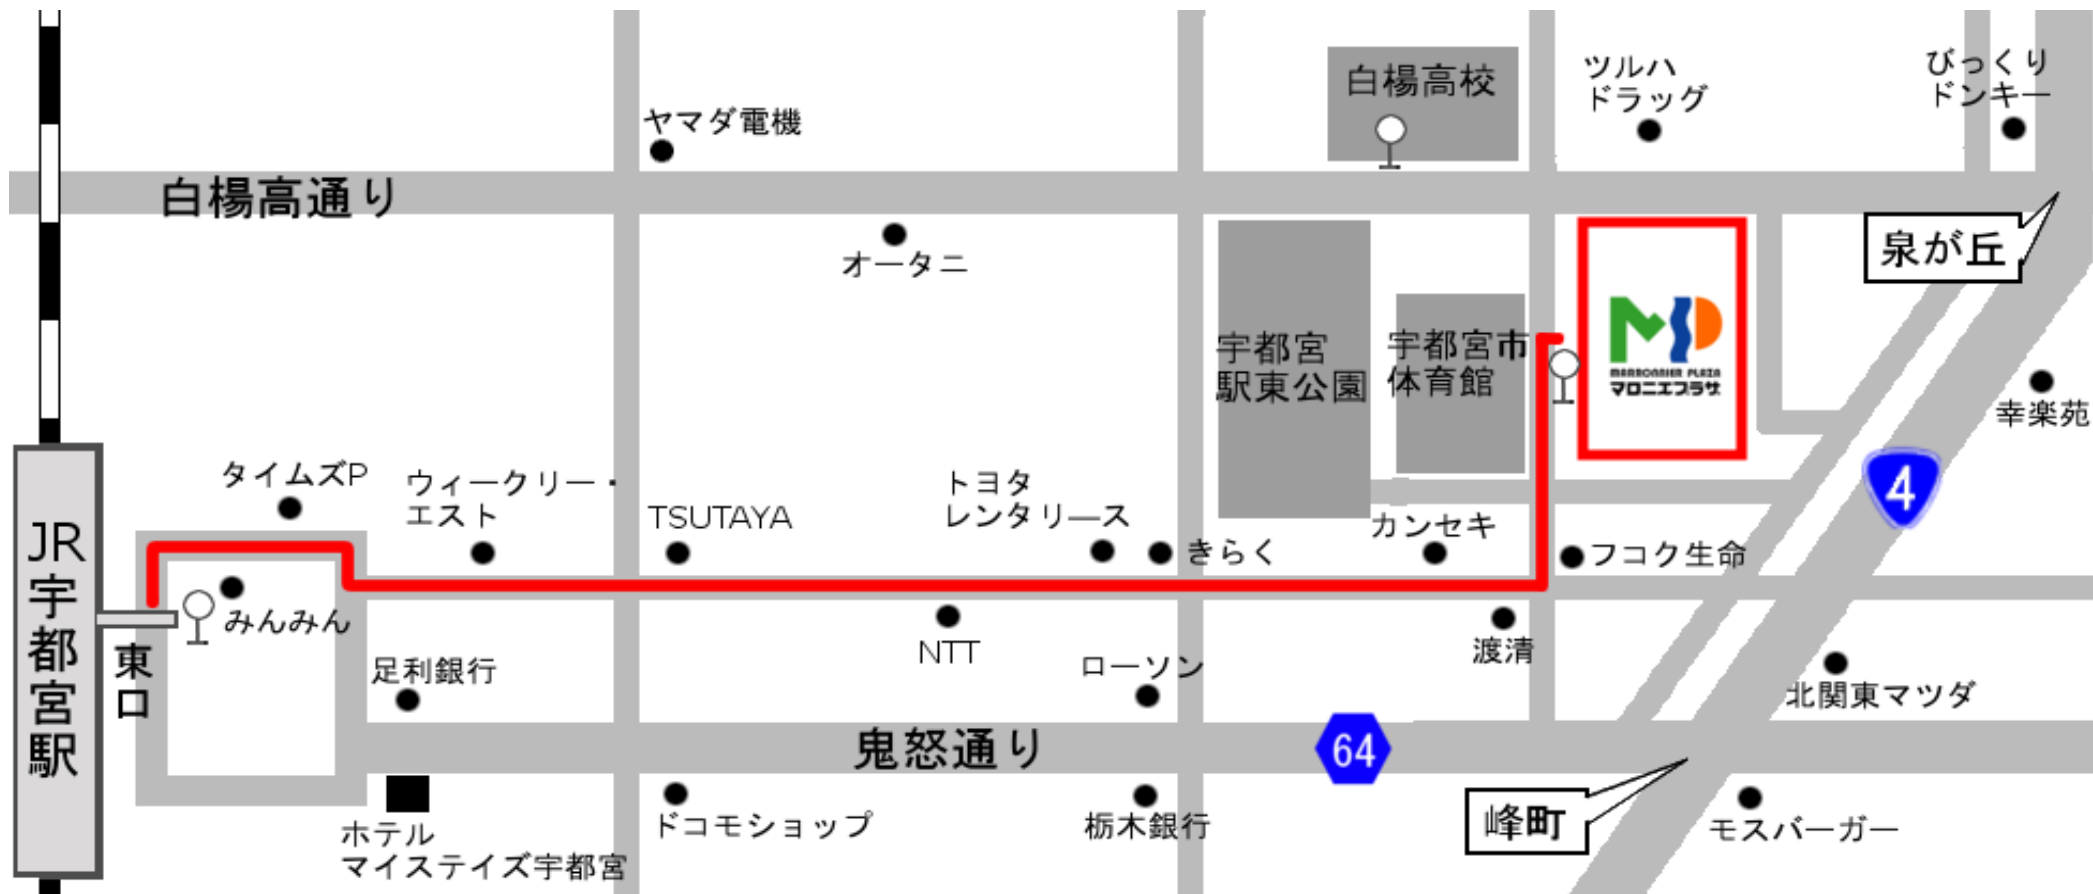 白楊高校
ツルハ
ドラッグ
びっくり
ドンキー
ヤマダ電機
白楊高通り
オータニ
泉が丘
宇都宮
駅東公園
宇都宮市
体育館
MARRONNIER PLAZA
マロニエプラザ
幸楽苑
4
タイムズP
ウィークリー・
エスト
TSUTAYA
トヨタ
レンタリース
きらく
カンセキ
フコク生命
JR宇都宮駅
東口
みんみん
足利銀行
NTT
ローソン
渡清
北関東マツダ
鬼怒通り
64
峰町
ホテル
マイステイズ宇都宮
ドコモショップ
栃木銀行
モスバーガー